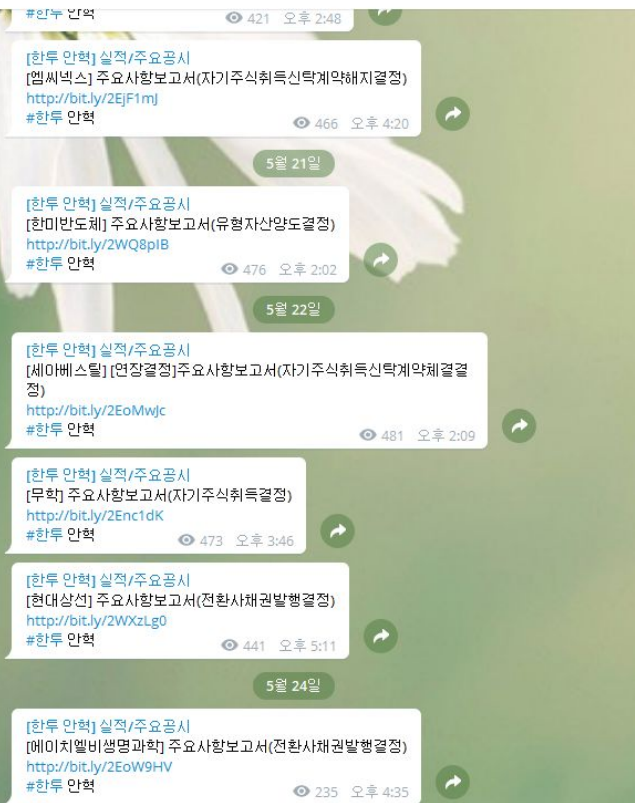 #한투 안혁
421 오후 2:48
[한투 안혁] 실적/주요공시
[엠씨넥스] 주요사항보고서(자기주식취득신탁계약해지결정)
http://bit.ly/2EjF1mJ
#한투 안혁
466 오후 4:20
5월 21일
[한투 안혁] 실적/주요공시
[한미반도체] 주요사항보고서(유형자산양도결정)
http://bit.ly/2WQ8pIB
#한투 안혁
476 오후 2:02
5월 22일
[한투 안혁] 실적/주요공시
[세아베스틸] [연장결정]주요사항보고서(자기주식취득신탁계약체결결
정)
http://bit.ly/2EoMwJc
#한투 안혁
481 오후 2:09
[한투 안혁] 실적/주요공시
[무학] 주요사항보고서(자기주식취득결정)
http://bit.ly/2Enc1dK
#한투 안혁
473 오후 3:46
[한투 안혁] 실적/주요공시
[현대상선] 주요사항보고서(전환사채권발행결정)
http://bit.ly/2WXzLg0
#한투 안혁
441 오후 5:11
5월 24일
[한투 안혁] 실적/주요공시
[에이치엘비생명과학] 주요사항보고서(전환사채권발행결정)
http://bit.ly/2EoW9HV
#한투 안혁
235 오후 4:35